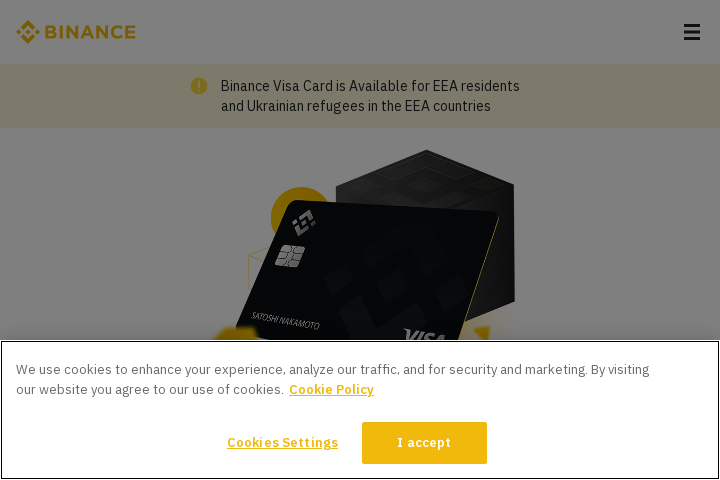 BINANCE
Binance Visa Card is Available for EEA residents
and Ukrainian refugees in the EEA countries
SATOSHI NAKAMOTO
VISA
We use cookies to enhance your experience, analyze our traffic, and for security and marketing. By visiting
our website you agree to our use of cookies. Cookie Policy
Cookies Settings
I accept